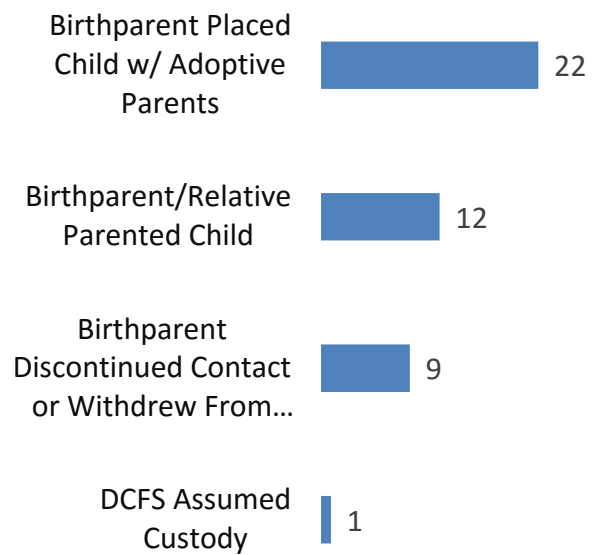 Birthparent Placed
Child w/ Adoptive
Parents
22
Birthparent/Relative
Parented Child
12
Birthparent
Discontinued Contact
or Withdrew From...
9
DCFS Assumed
Custody
1